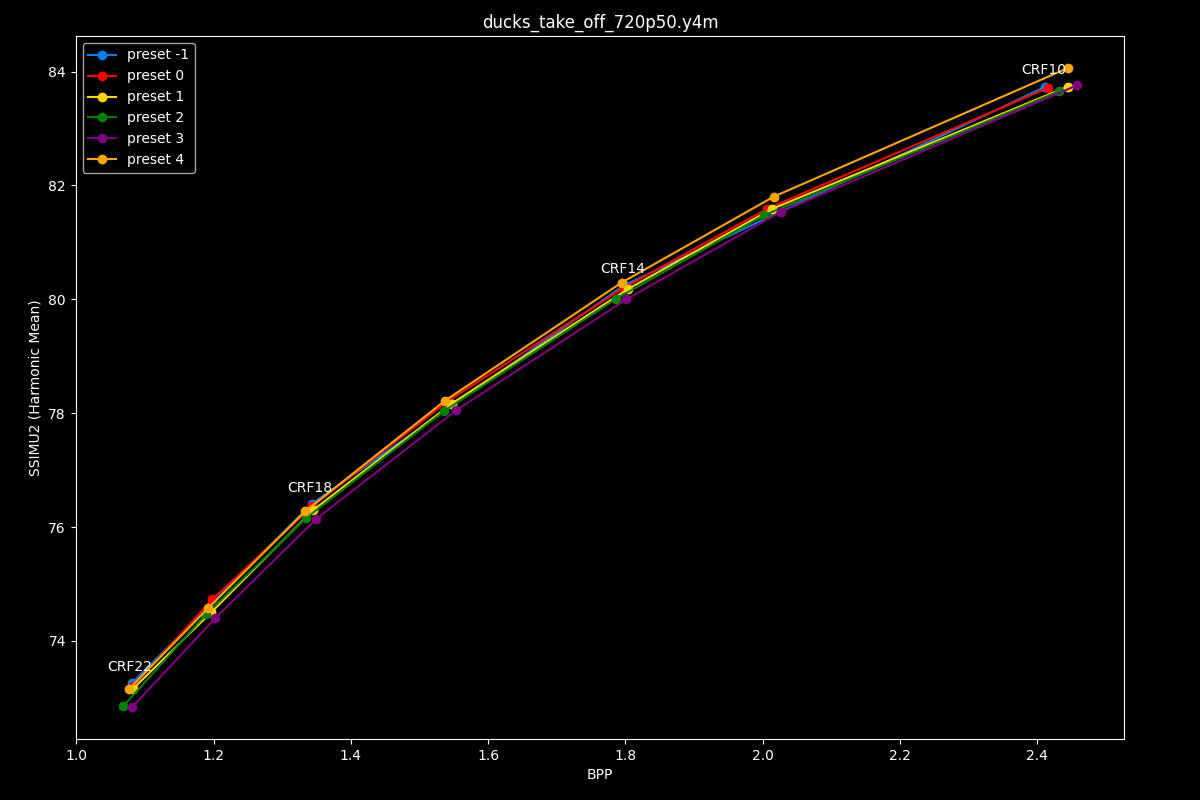 ducks_take_off_720p50.y4m
preset -1
preset 0
preset 1
preset 2
preset 3
preset 4
CRF10
CRF14
CRF18
CRF22
84
82
80
78
76
74
SSIMU2 (Harmonic Mean)
1.0 1.2 1.4 1.6 1.8 2.0 2.2 2.4
BPP